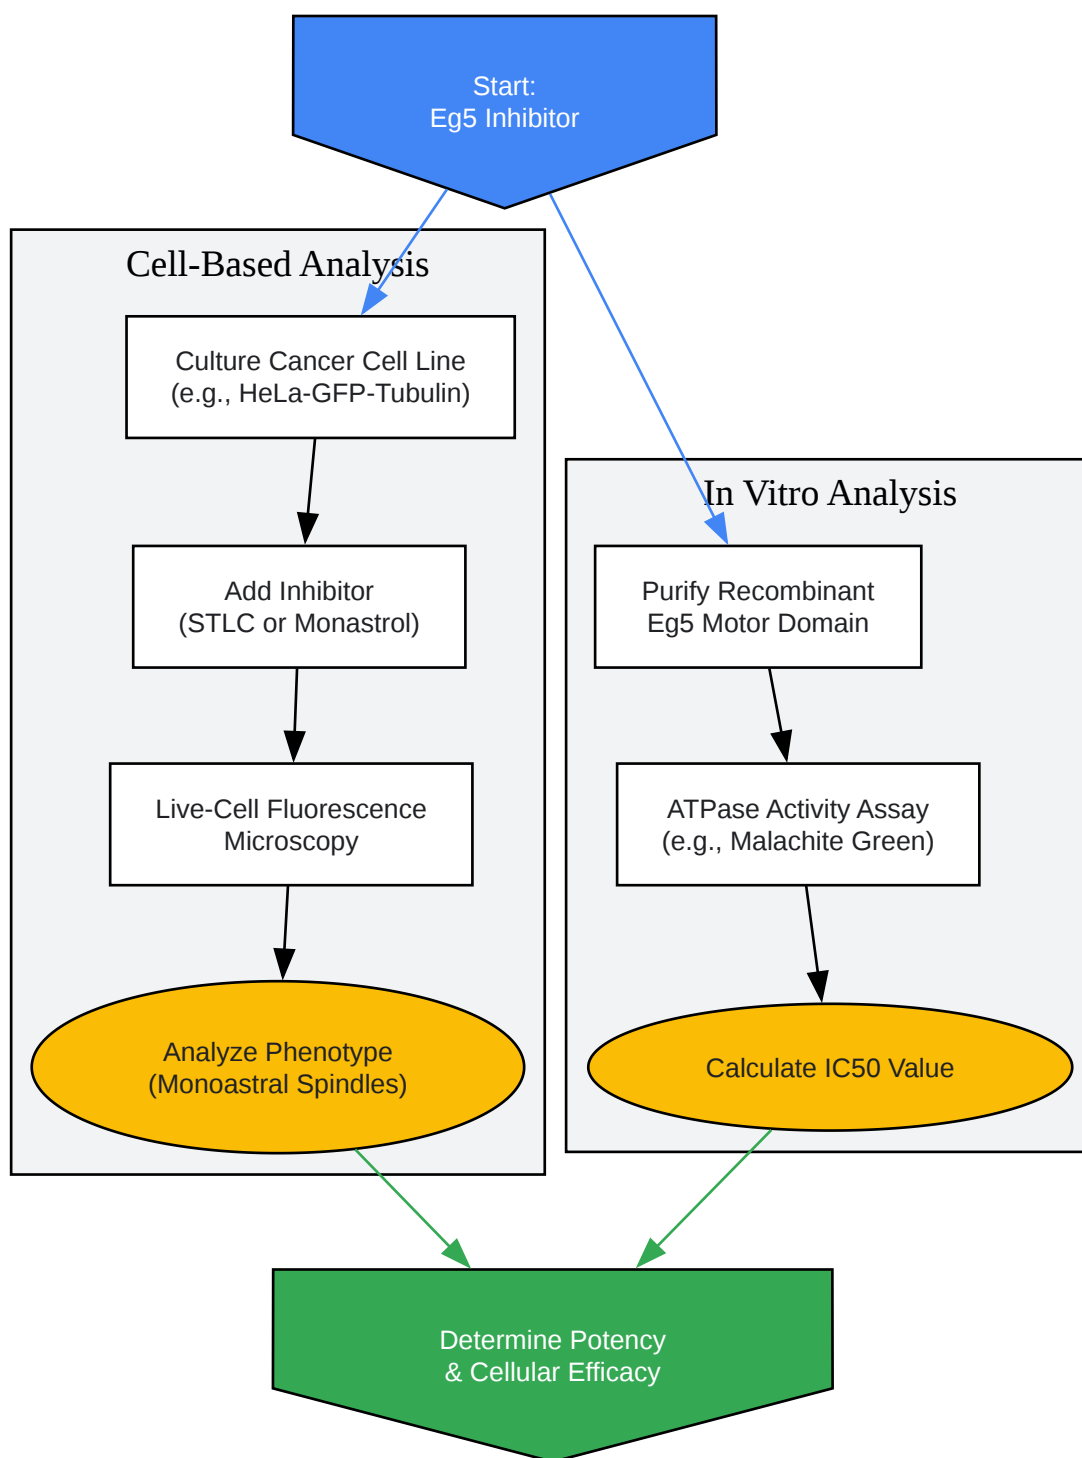 Start:
Eg5 Inhibitor
Cell-Based Analysis
Culture Cancer Cell Line
(e.g., HeLa-GFP-Tubulin)
Add Inhibitor
(STLC or Monastrol)
Live-Cell Fluorescence
Microscopy
Analyze Phenotype
(Monoastral Spindles)
In Vitro Analysis
Purify Recombinant
Eg5 Motor Domain
ATPase Activity Assay
(e.g., Malachite Green)
Calculate IC50 Value
Determine Potency
& Cellular Efficacy